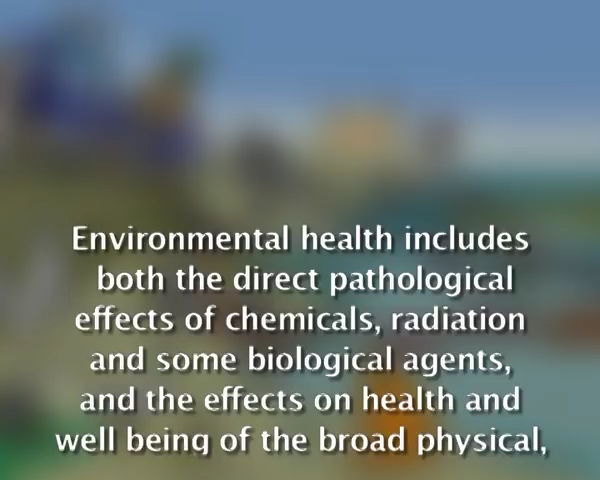 Environmental health includes
both the direct pathological
effects of chemicals, radiation
and some biological agents,
and the effects on health and
well being of the broad physical,